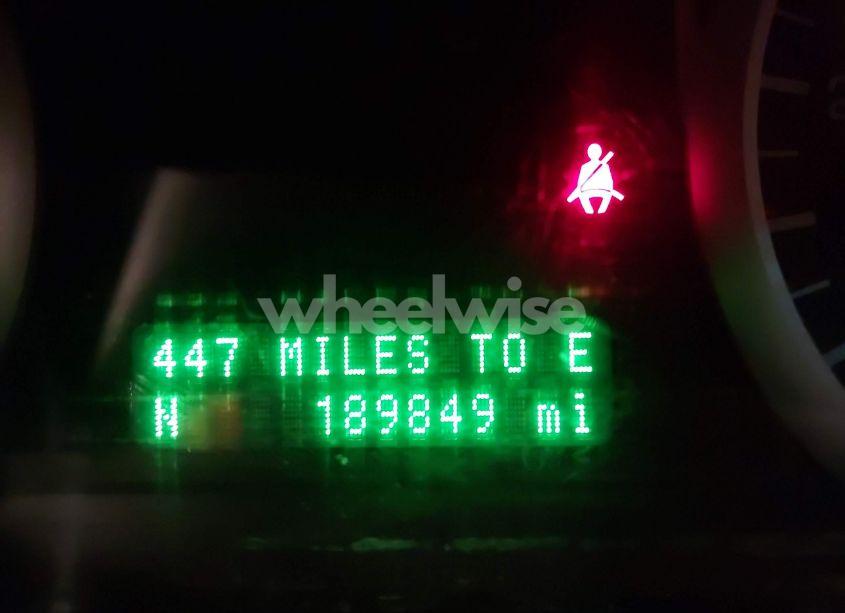 wheelwise
447 MILES TO E
N 189849 mi